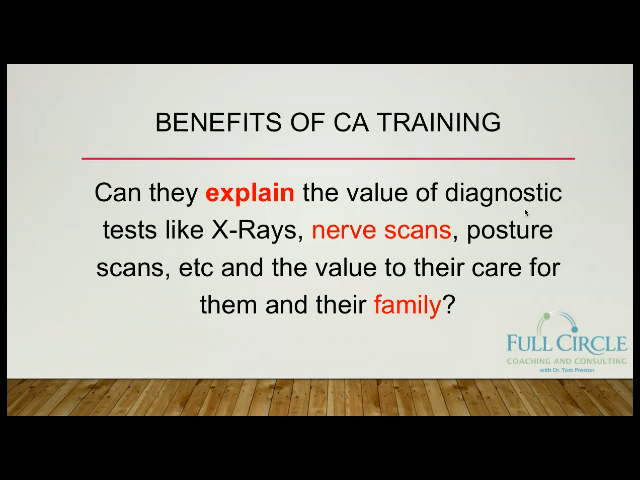 BENEFITS OF CA TRAINING
Can they explain the value of diagnostic
tests like X-Rays, nerve scans, posture
scans, etc and the value to their care for
them and their family?
FULL CIRCLE
COACHING AND CONSULTING
with Dr. Tom Preston